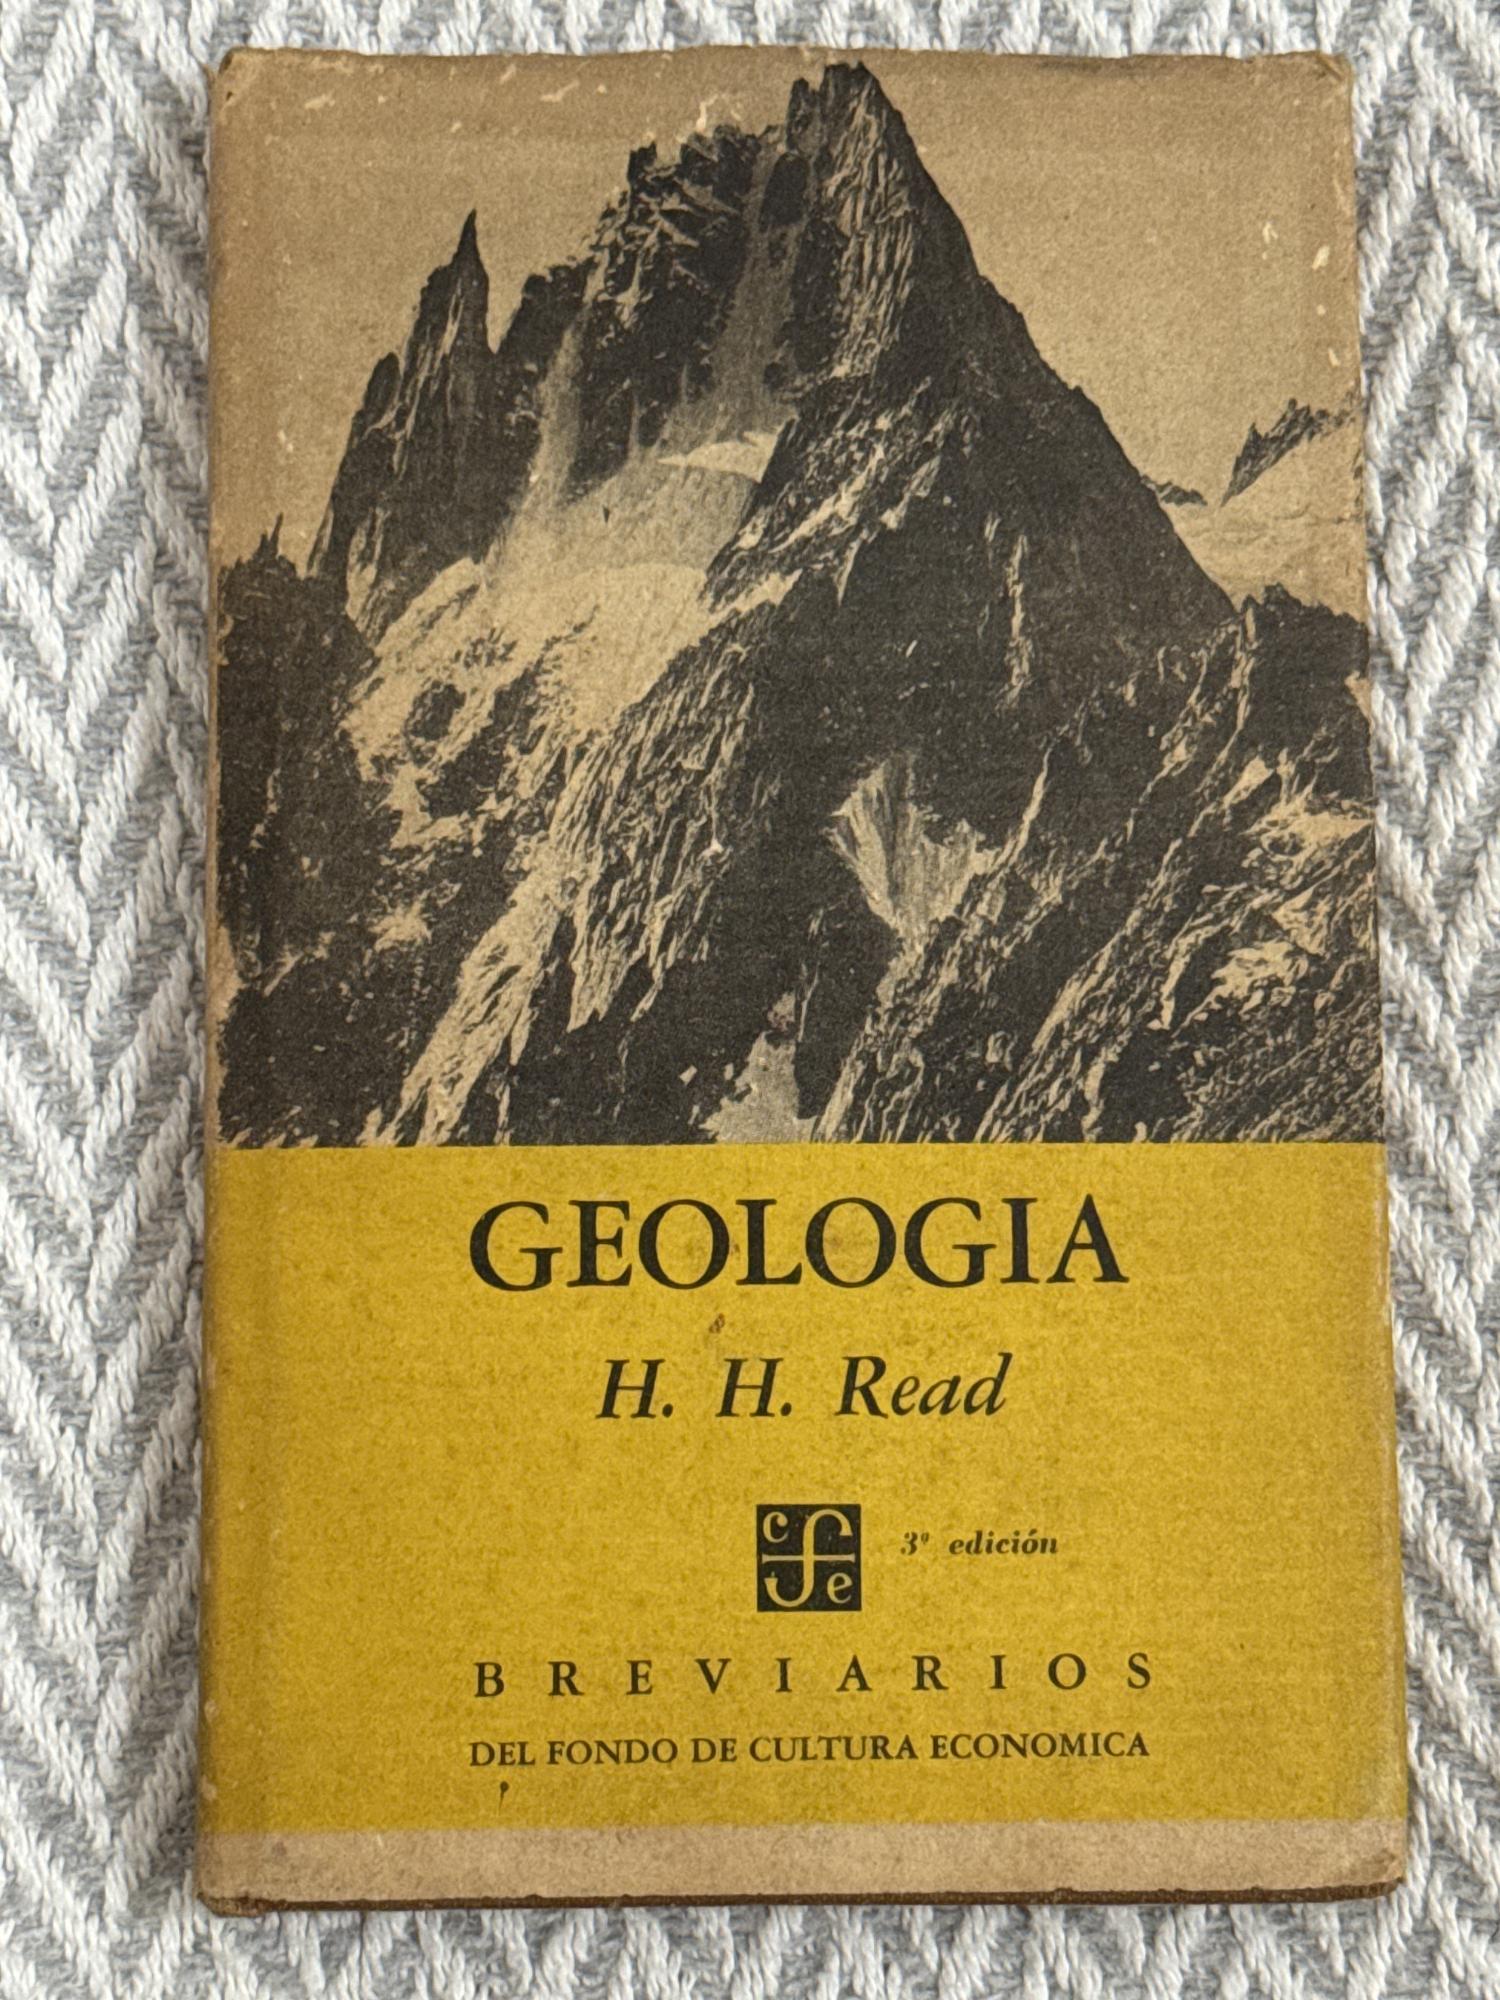 GEOLOGIA
H. H. Read
c f e
3ª edición
BREVIARIOS
DEL FONDO DE CULTURA ECONOMICA